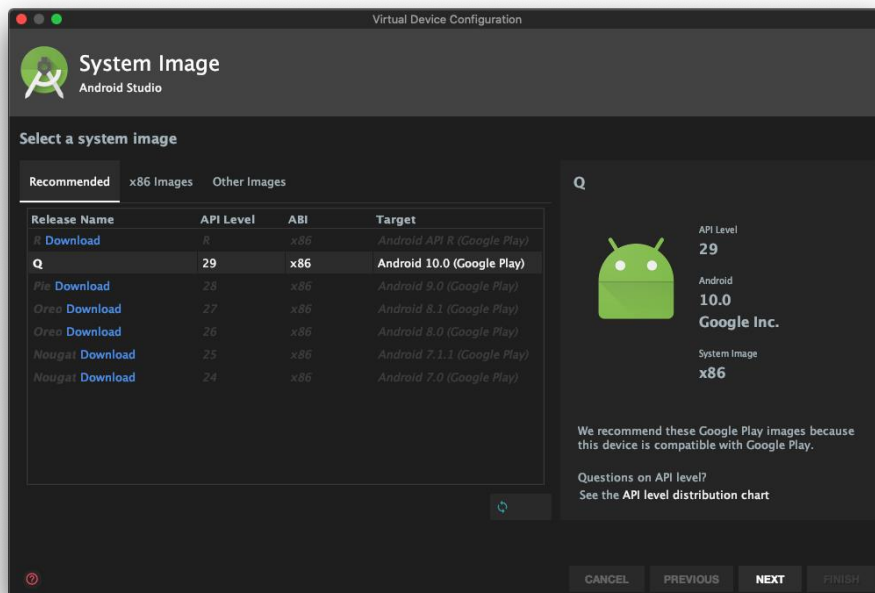 Virtual Device Configuration
System Image
Android Studio
Select a system image
Recommended x86 Images Other Images
Release Name API Level ABI Target
R Download R x86 Android API R (Google Play)
Q 29 x86 Android 10.0 (Google Play)
Pie Download 28 x86 Android 9.0 (Google Play)
Oreo Download 27 x86 Android 8.1 (Google Play)
Oreo Download 26 x86 Android 8.0 (Google Play)
Nougat Download 25 x86 Android 7.1.1 (Google Play)
Nougat Download 24 x86 Android 7.0 (Google Play)
Q
API Level
29
Android
10.0
Google Inc.
System Image
x86
We recommend these Google Play images because
this device is compatible with Google Play.
Questions on API level?
See the API level distribution chart
? CANCEL PREVIOUS NEXT FINISH